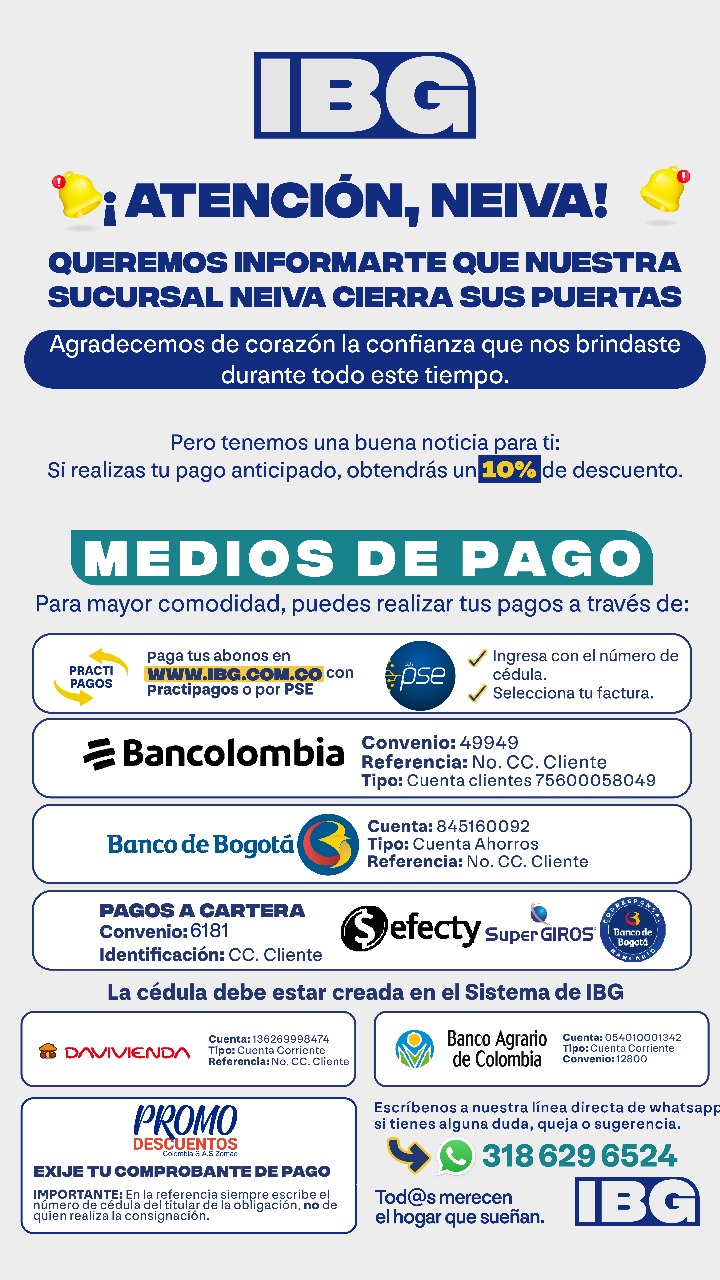 IBG
¡ATENCIÓN, NEIVA!
QUEREMOS INFORMARTE QUE NUESTRA
SUCURSAL NEIVA CIERRA SUS PUERTAS
Agradecemos de corazón la confianza que nos brindaste
durante todo este tiempo.
Pero tenemos una buena noticia para ti:
Si realizas tu pago anticipado, obtendrás un 10% de descuento.
MEDIOS DE PAGO
Para mayor comodidad, puedes realizar tus pagos a través de:
PRACTI
PAGOS
Paga tus abonos en
WWW.IBG.COM.CO con
Practipagos o por PSE
pse
Ingresa con el número de
cédula.
Selecciona tu factura.
Bancolombia
Convenio: 49949
Referencia: No. CC. Cliente
Tipo: Cuenta clientes 75600058049
Banco de Bogotá
Cuenta: 845160092
Tipo: Cuenta Ahorros
Referencia: No. CC. Cliente
PAGOS A CARTERA
Convenio: 6181
Identificación: CC. Cliente
$efecty
SuperGIROS
CORRESPONSAL
Banco de
Bogotá
BANCARIO
La cédula debe estar creada en el Sistema de IBG
DAVIVIENDA
Cuenta: 136269998474
Tipo: Cuenta Corriente
Referencia: No. CC. Cliente
Banco Agrario
de Colombia
Cuenta: 054010001342
Tipo: Cuenta Corriente
Convenio: 12800
PROMO
DESCUENTOS
Colombia S.A.S Zomac
EXIJE TU COMPROBANTE DE PAGO
IMPORTANTE: En la referencia siempre escribe el
número de cédula del titular de la obligación, no de
quien realiza la consignación.
Escríbenos a nuestra línea directa de whatsapp
si tienes alguna duda, queja o sugerencia.
318 629 6524
Tod@s merecen
el hogar que sueñan.
IBG